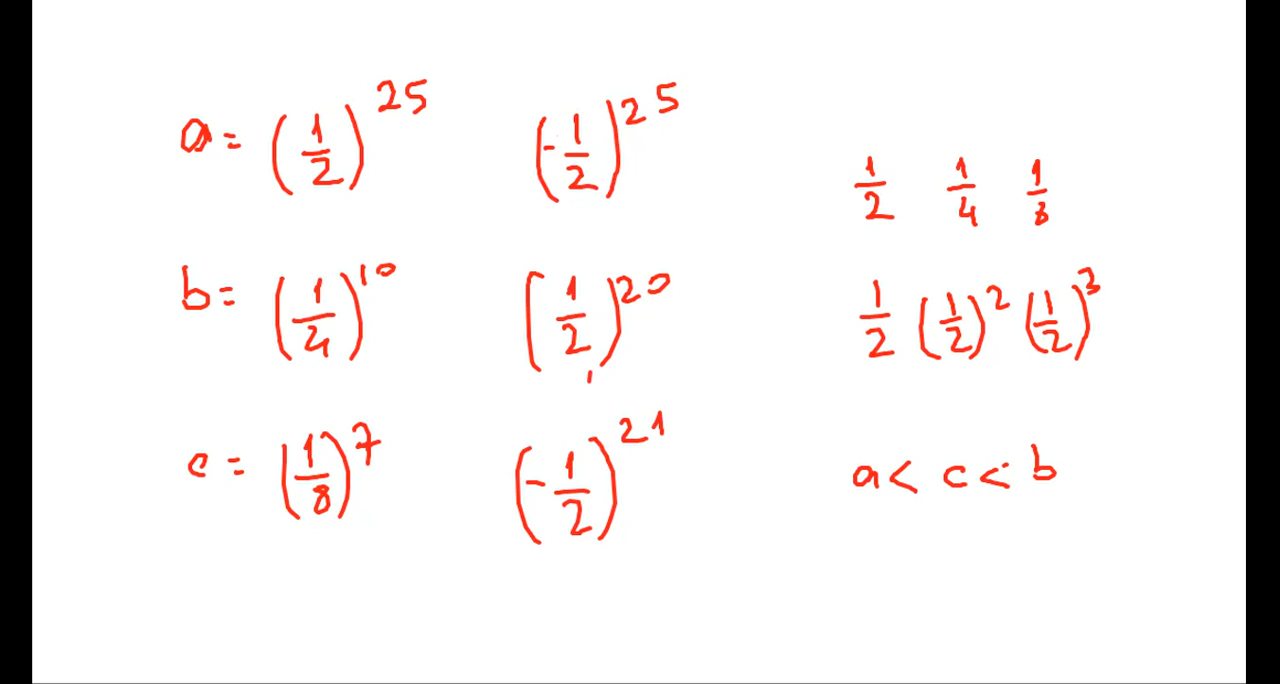 a = (1/2)^25 (-1/2)^25
1/2 1/4 1/8
b = (1/4)^10 (1/2)^20
1/2 (1/2)^2 (1/2)^3
c = (1/8)^7 (-1/2)^21
a < c < b